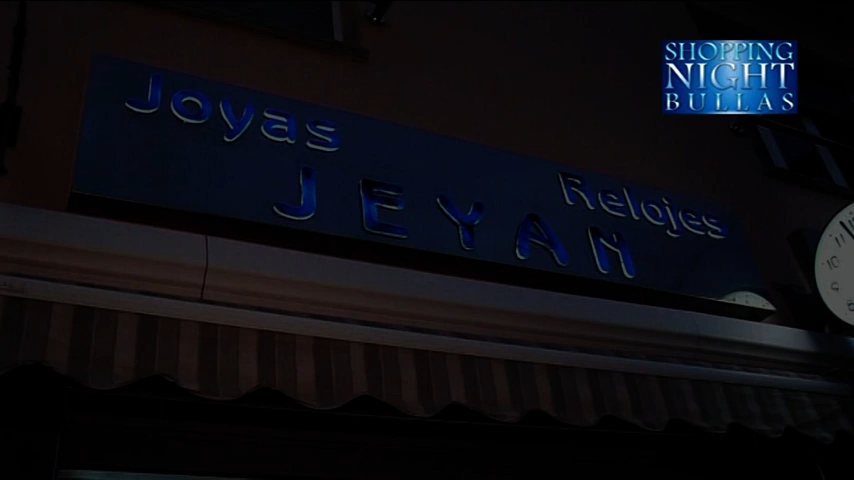 SHOPPING
NIGHT
BULLAS
Joyas
Relojes
JEYAN